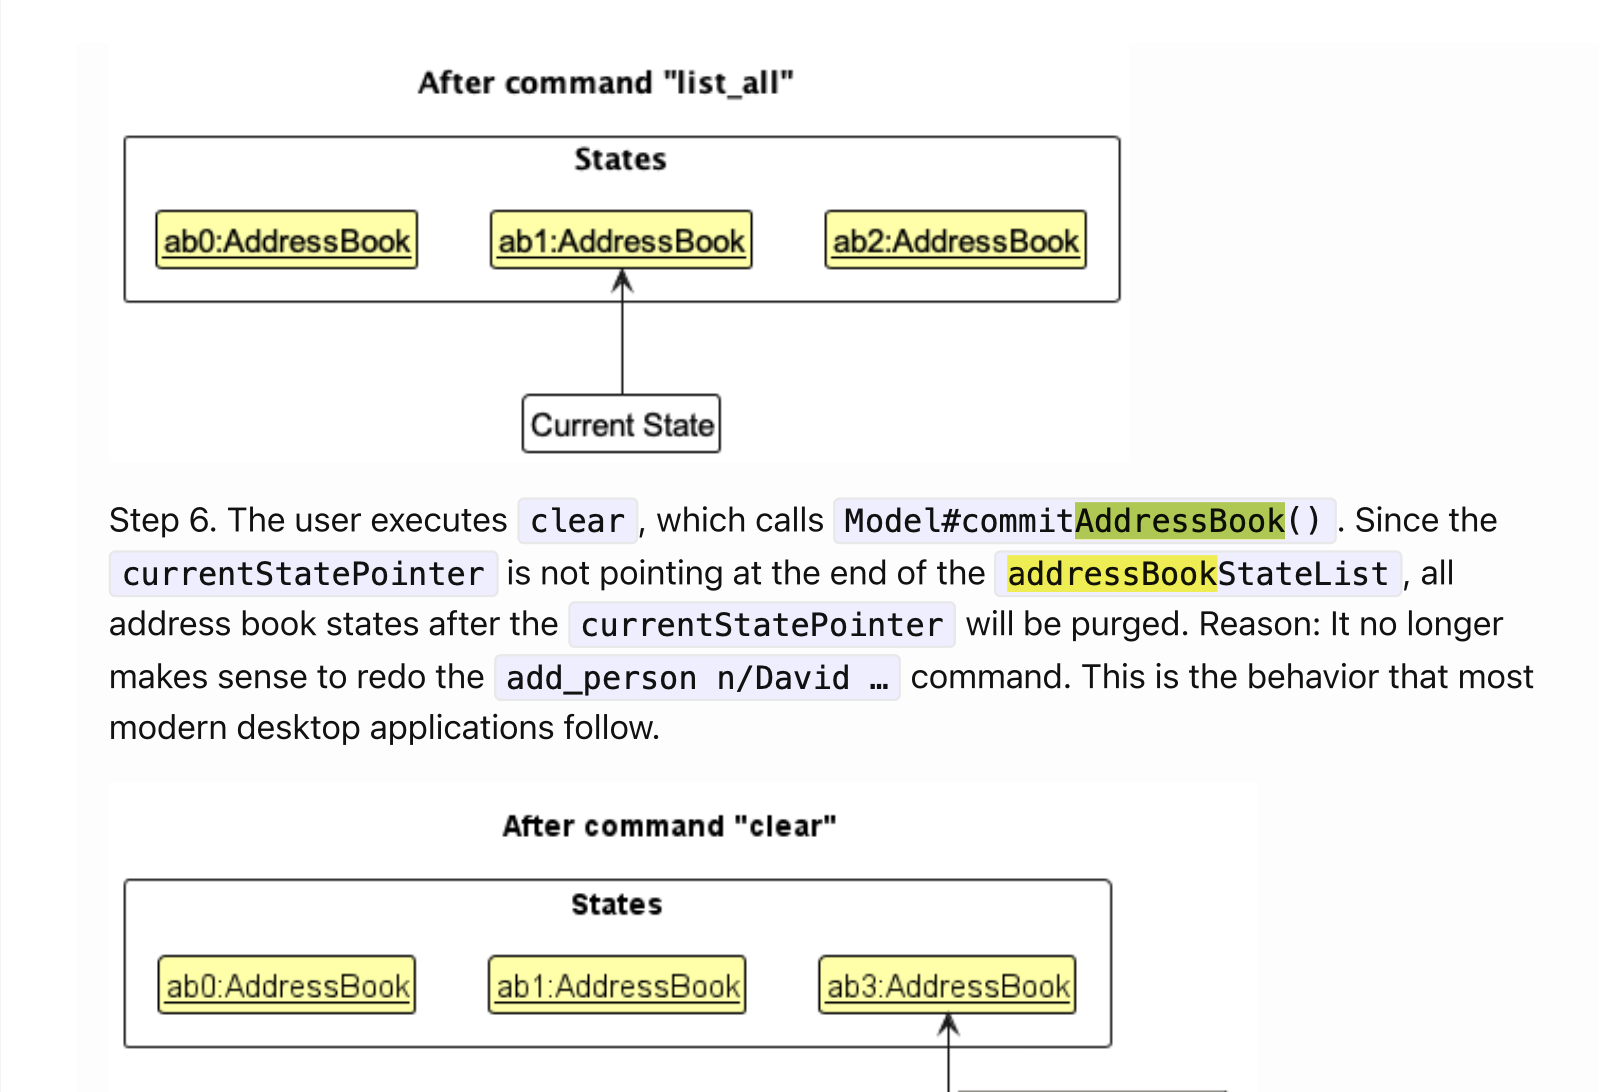 After command "list_all"
States
ab0:AddressBook ab1:AddressBook ab2:AddressBook
Current State
Step 6. The user executes clear, which calls Model#commitAddressBook(). Since the
currentStatePointer is not pointing at the end of the addressBookStateList, all
address book states after the currentStatePointer will be purged. Reason: It no longer
makes sense to redo the add_person n/David … command. This is the behavior that most
modern desktop applications follow.
After command "clear"
States
ab0:AddressBook ab1:AddressBook ab3:AddressBook